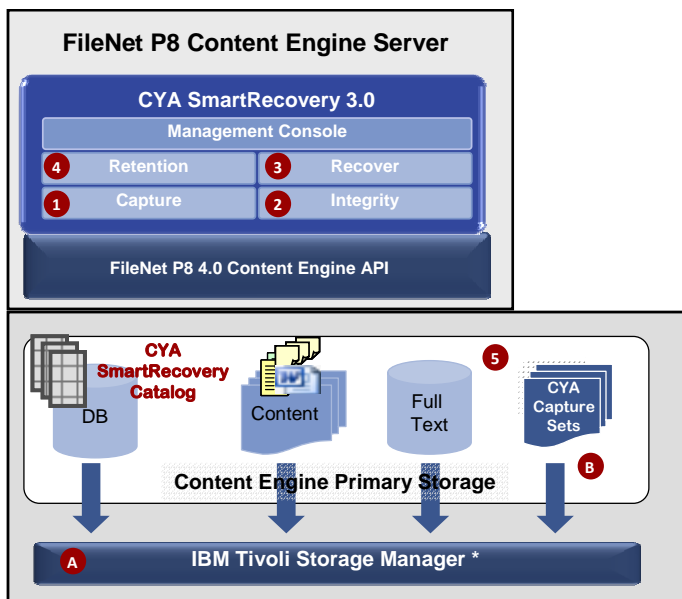 FileNet P8 Content Engine Server
CYA SmartRecovery 3.0
Management Console
4 Retention
3 Recover
1 Capture
2 Integrity
FileNet P8 4.0 Content Engine API
CYA
SmartRecovery
Catalog
DB
Content
Full
Text
5
CYA
Capture
Sets
B
Content Engine Primary Storage
A
IBM Tivoli Storage Manager *